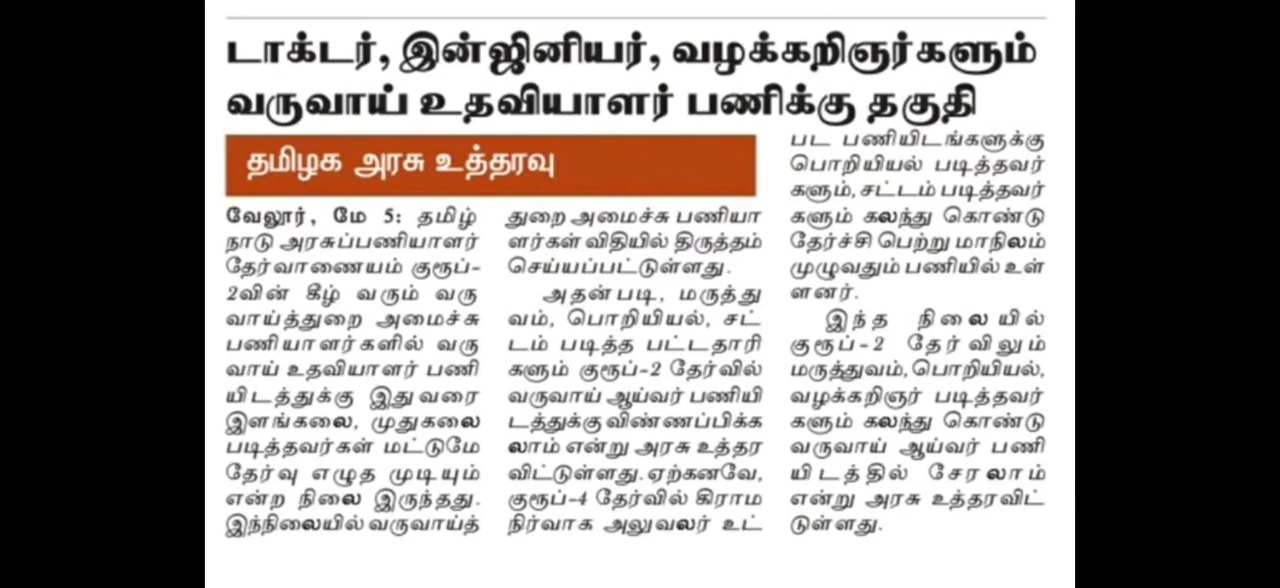 டாக்டர், இன்ஜினியர், வழக்கறிஞர்களும்
வருவாய் உதவியாளர் பணிக்கு தகுதி
தமிழக அரசு உத்தரவு
வேலூர், மே 5: தமிழ்
நாடு அரசுப்பணியாளர்
தேர்வாணையம் குரூப்-
2வின் கீழ் வரும் வரு
வாய்த்துறை அமைச்சு
பணியாளர்களில் வரு
வாய் உதவியாளர் பணி
யிடத்துக்கு இதுவரை
இளங்கலை, முதுகலை
படித்தவர்கள் மட்டுமே
தேர்வு எழுத முடியும்
என்ற நிலை இருந்தது.
இந்நிலையில் வருவாய்த்
துறை அமைச்சு பணியா
ளர்கள் விதியில் திருத்தம்
செய்யப்பட்டுள்ளது.
அதன்படி, மருத்து
வம், பொறியியல், சட்
டம் படித்த பட்டதாரி
களும் குரூப்-2 தேர்வில்
வருவாய் ஆய்வர் பணியி
டத்துக்கு விண்ணப்பிக்க
லாம் என்று அரசு உத்தர
விட்டுள்ளது. ஏற்கனவே,
குரூப்-4 தேர்வில் கிராம
நிர்வாக அலுவலர் உட்
பட பணியிடங்களுக்கு
பொறியியல் படித்தவர்
களும், சட்டம் படித்தவர்
களும் கலந்து கொண்டு
தேர்ச்சி பெற்று மாநிலம்
முழுவதும் பணியில் உள்
ளனர்.
இந்த நிலையில்
குரூப்-2 தேர்விலும்
மருத்துவம், பொறியியல்,
வழக்கறிஞர் படித்தவர்
களும் கலந்து கொண்டு
வருவாய் ஆய்வர் பணி
யிடத்தில் சேரலாம்
என்று அரசு உத்தரவிட்
டுள்ளது.